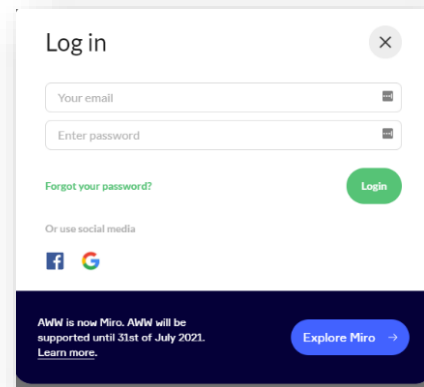 Log in
Your email
Enter password
Forgot your password?
Login
Or use social media
AWW is now Miro. AWW will be
supported until 31st of July 2021.
Learn more.
Explore Miro →